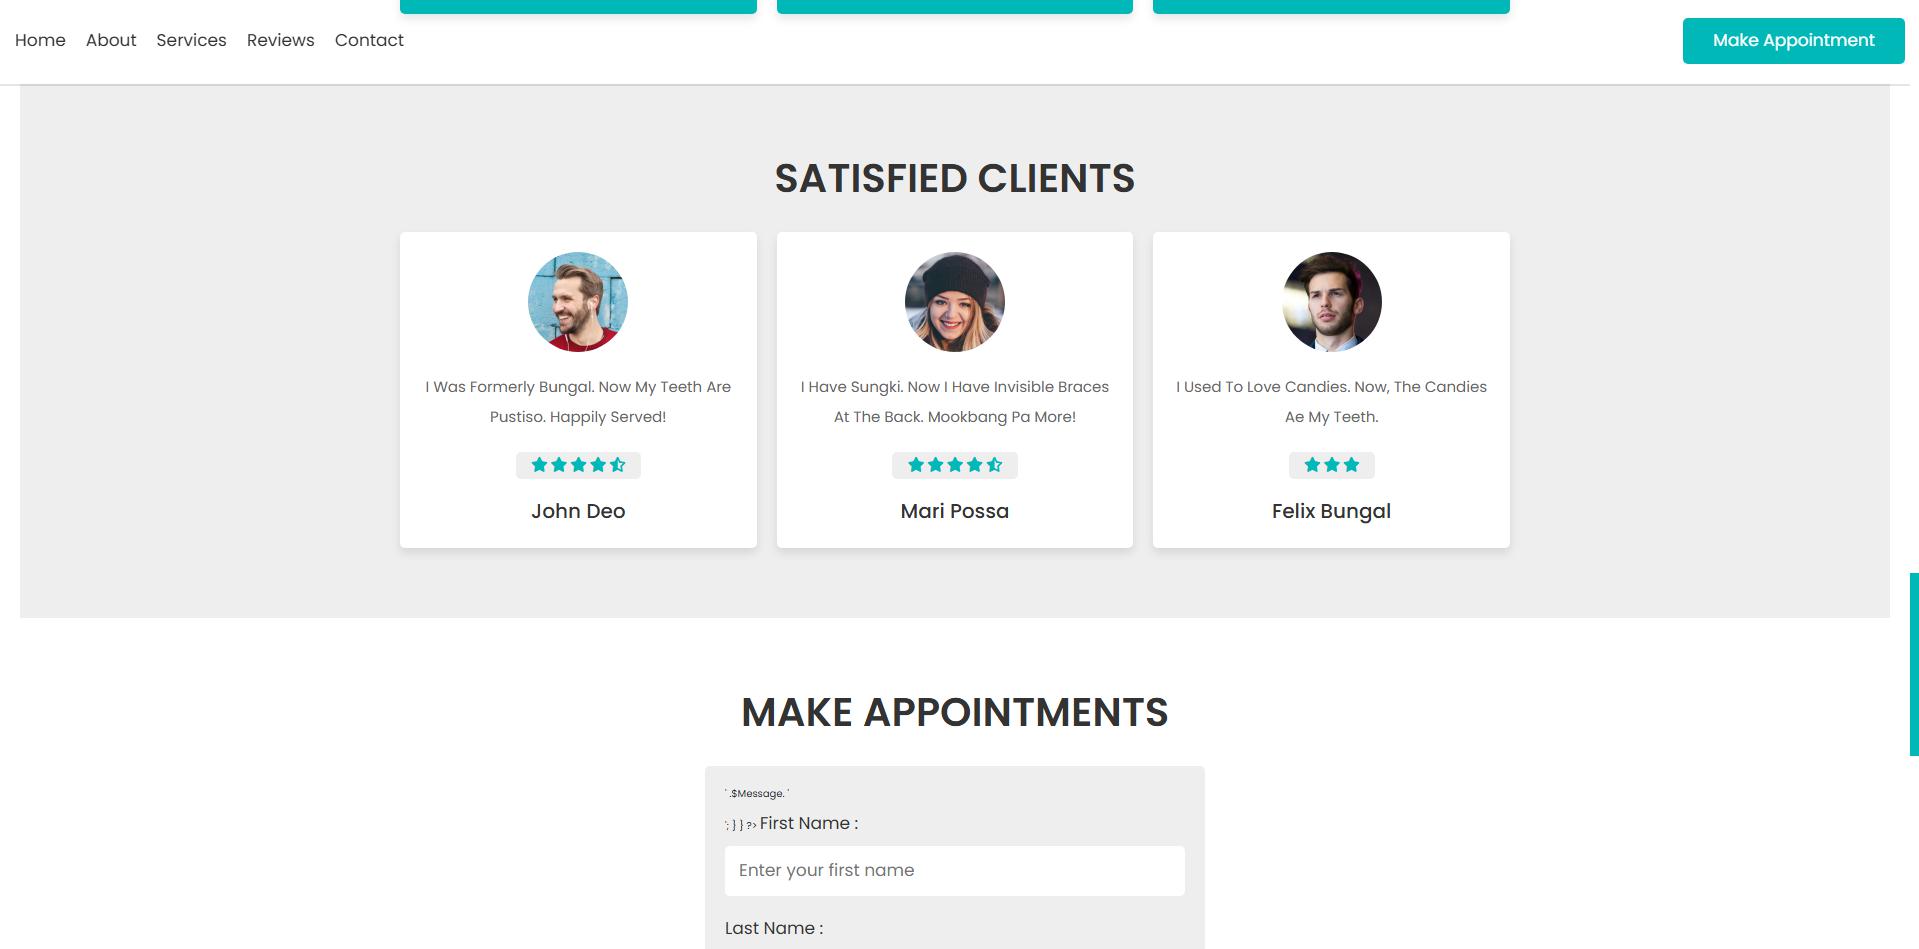 Home About Services Reviews Contact Make Appointment
SATISFIED CLIENTS
I Was Formerly Bungal. Now My Teeth Are
Pustiso. Happily Served!
John Deo
I Have Sungki. Now I Have Invisible Braces
At The Back. Mookbang Pa More!
Mari Possa
I Used To Love Candies. Now, The Candies
Ae My Teeth.
Felix Bungal
MAKE APPOINTMENTS
' .$Message. '
'; } } ?> First Name :
Enter your first name
Last Name :